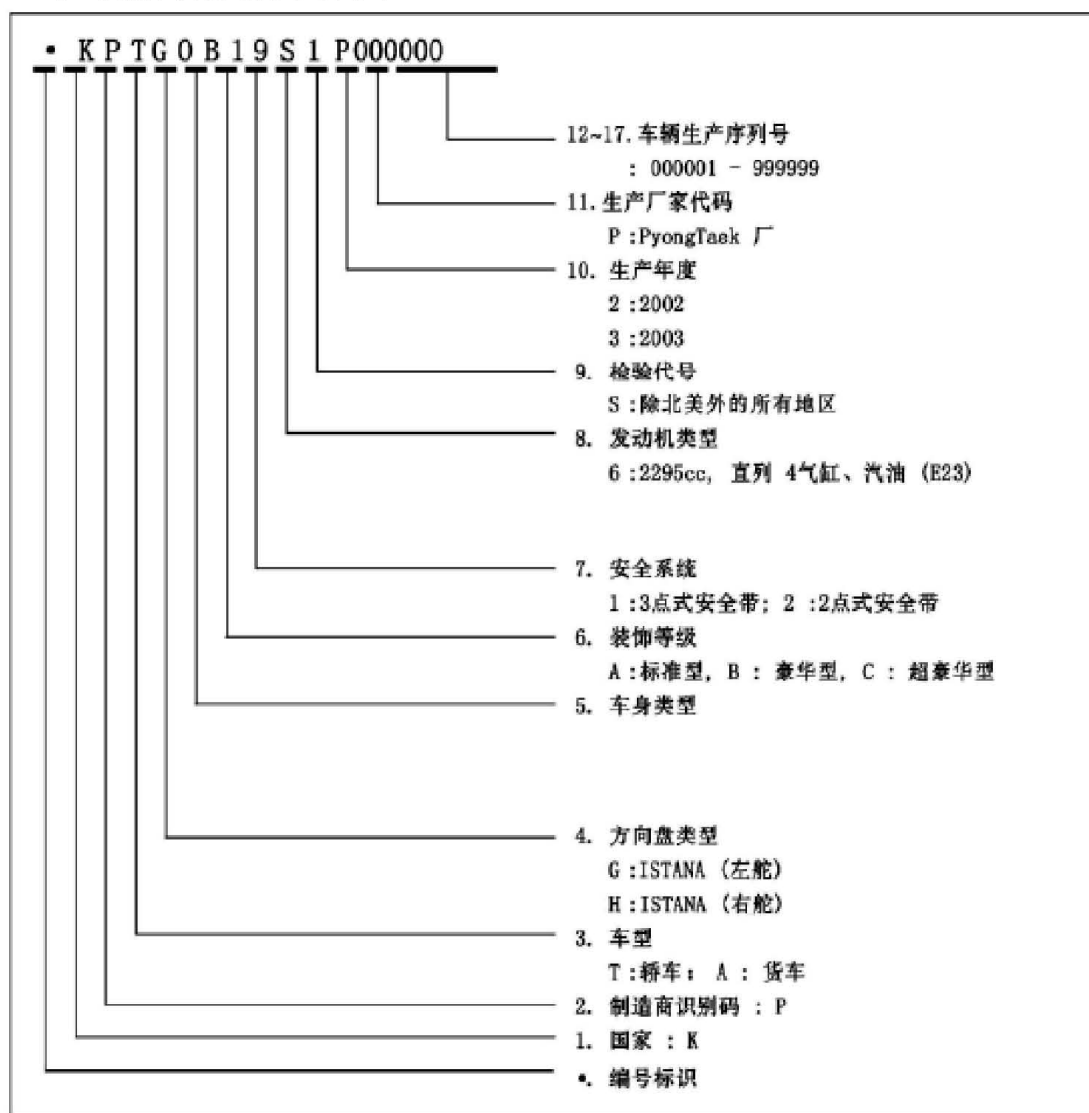 • KPTG0B19S1P000000
12~17.车辆生产序列号
: 000001 - 999999
11.生产厂家代码
P :PyongTaek 厂
10. 生产年度
2 :2002
3 :2003
9. 检验代号
S :除北美外的所有地区
8. 发动机类型
6 :2295cc, 直列 4气缸、汽油 (E23)
7. 安全系统
1 :3点式安全带; 2 :2点式安全带
6. 装饰等级
A :标准型, B : 豪华型, C : 超豪华型
5. 车身类型
4. 方向盘类型
G :ISTANA (左舵)
H :ISTANA (右舵)
3. 车型
T :轿车; A : 货车
2. 制造商识别码 : P
1. 国家 : K
•. 编号标识